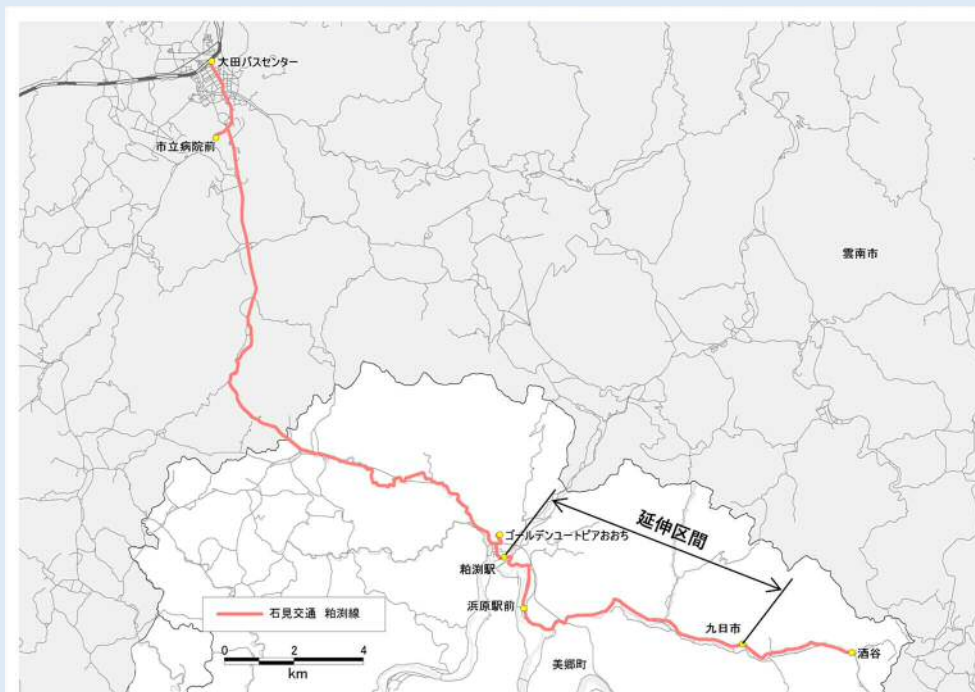 大田バスセンター
市立病院前
雲南市
延伸区間
ゴールデンユートピアおおち
粕渕駅
石見交通 粕渕線
浜原駅前
九日市
酒谷
美郷町
0 2 4
km